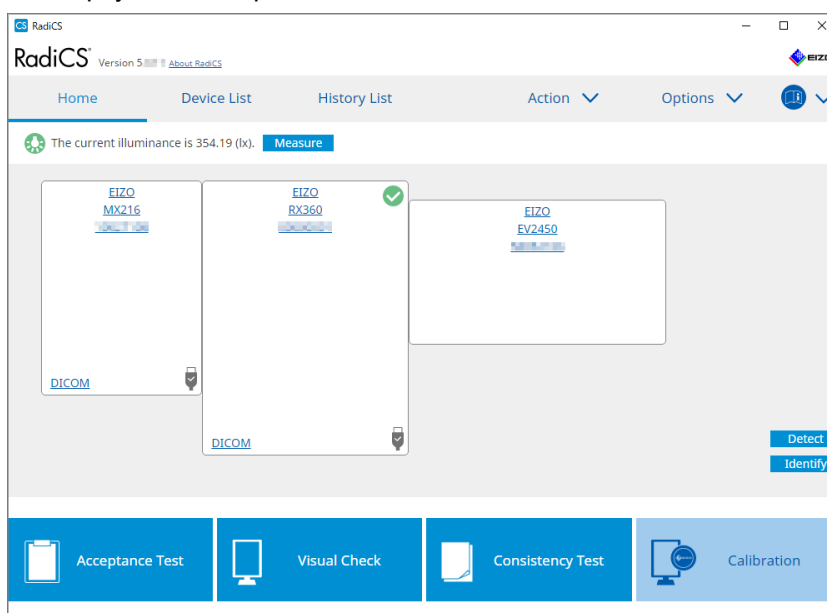 CS RadiCS
RadiCS® Version 5. About RadiCS
EIZO
Home Device List History List Action Options
The current illuminance is 354.19 (lx). Measure
EIZO
MX216
DICOM
EIZO
RX360
DICOM
EIZO
EV2450
Detect
Identify
Acceptance Test Visual Check Consistency Test Calibration